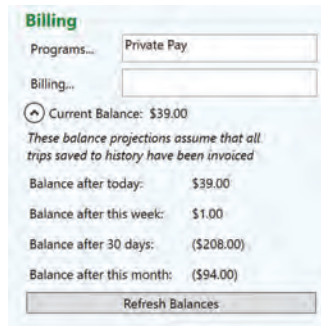 Billing
Programs... Private Pay
Billing...
Current Balance: $39.00
These balance projections assume that all
trips saved to history have been invoiced
Balance after today: $39.00
Balance after this week: $1.00
Balance after 30 days: ($208.00)
Balance after this month: ($94.00)
Refresh Balances